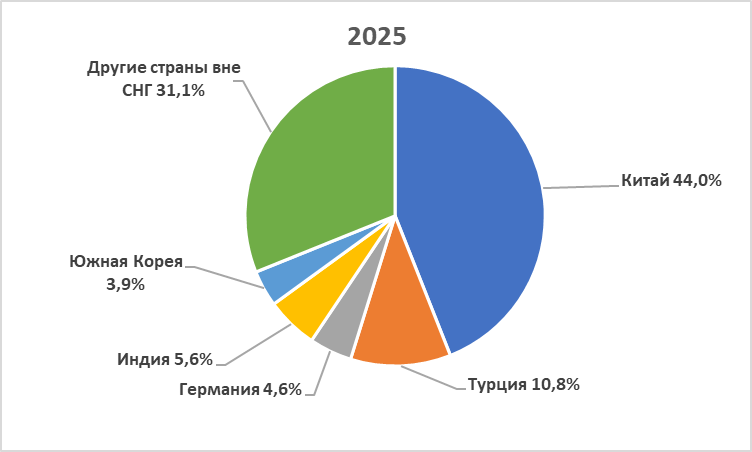 2025
Другие страны вне
СНГ 31,1%
Китай 44,0%
Южная Корея
3,9%
Индия 5,6%
Германия 4,6%
Турция 10,8%